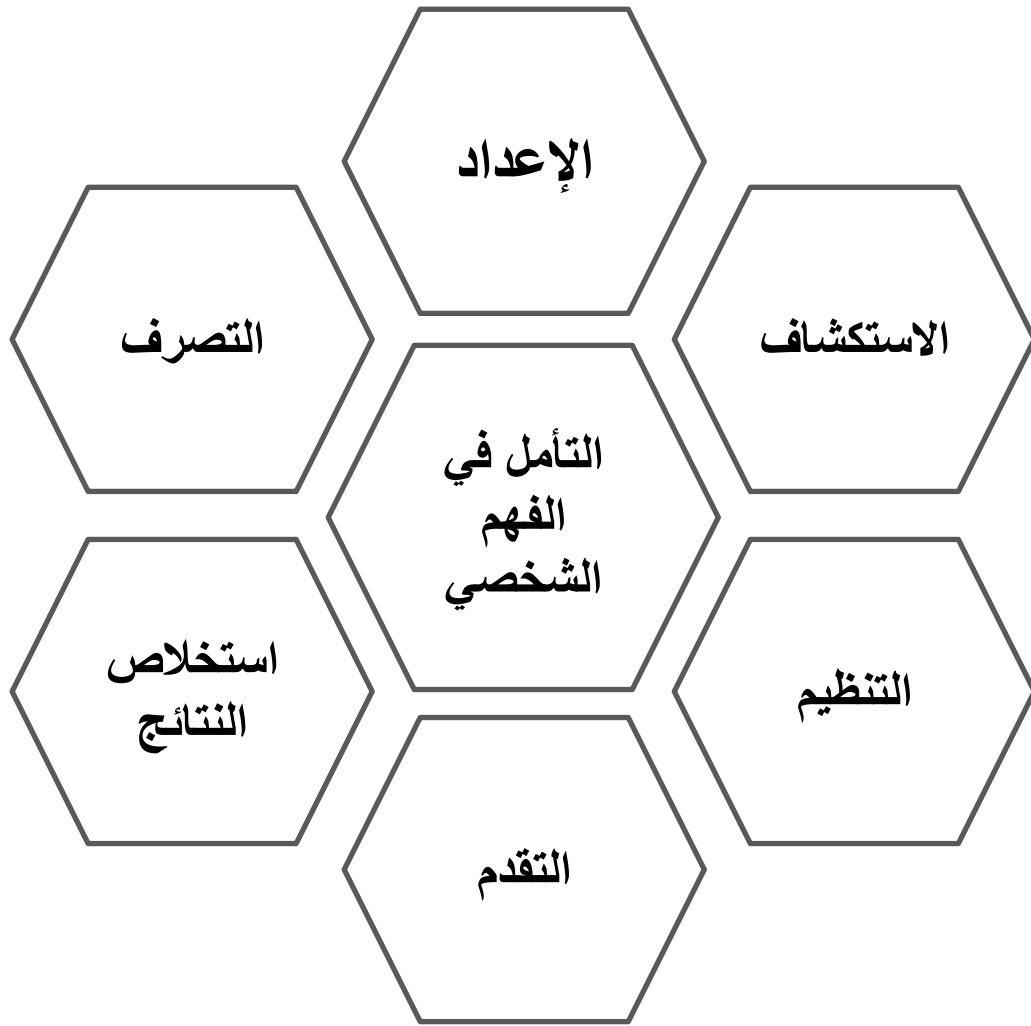 الإعداد
الاستكشاف
التصرف
التأمل في
الفهم
الشخصي
التنظيم
استخلاص
النتائج
التقدم